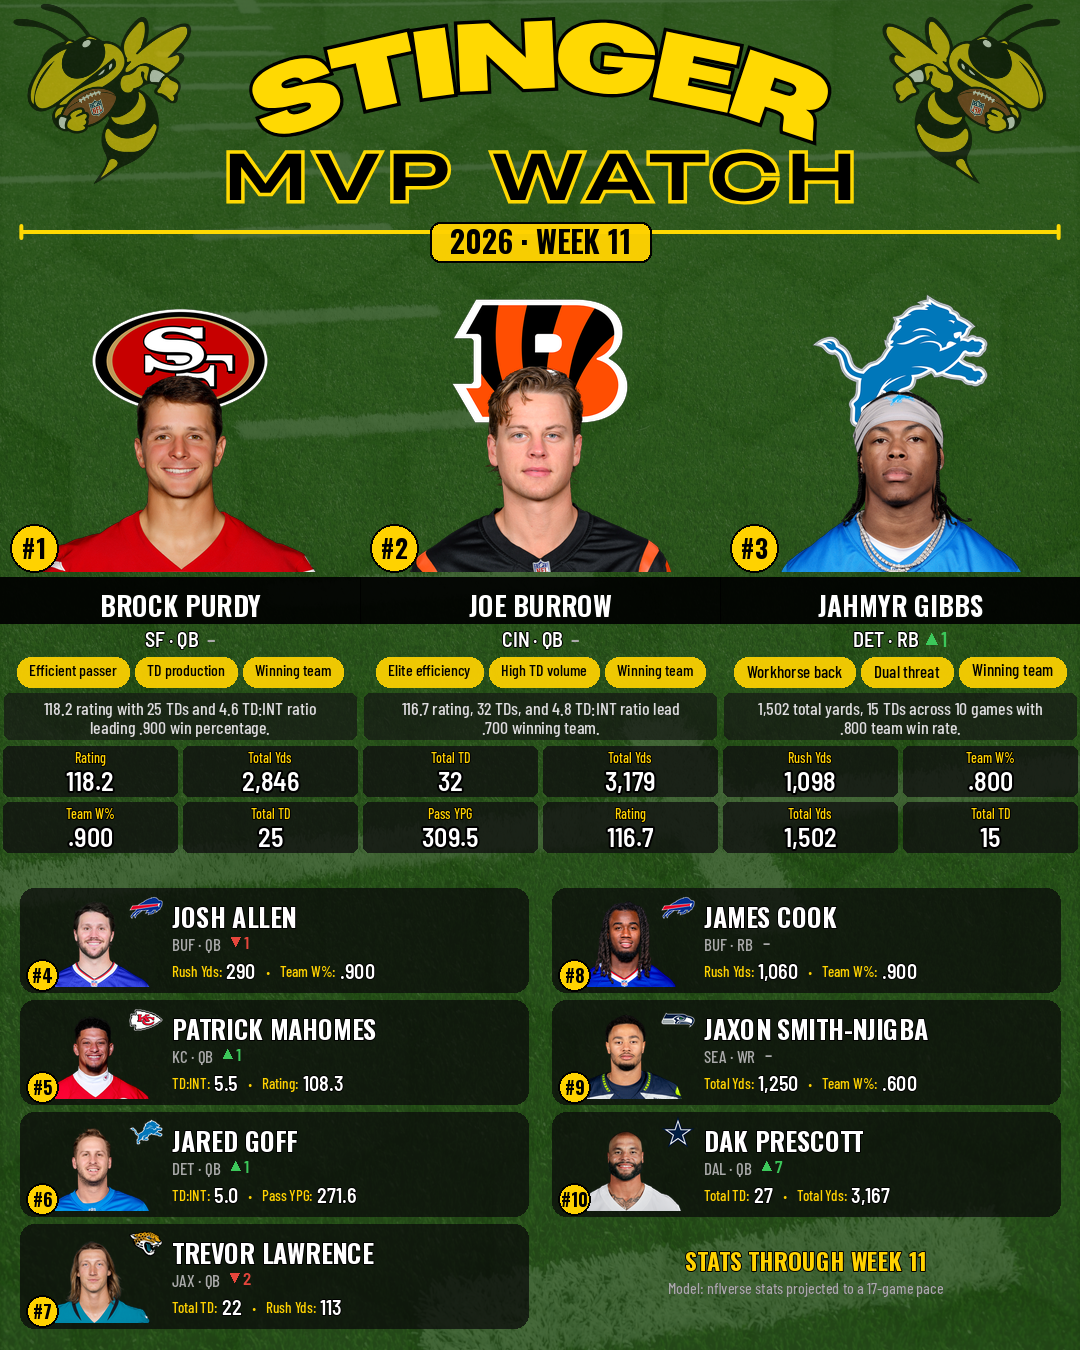 STINGER
MVP WATCH
2026 · WEEK 11
#1
#2
#3
BROCK PURDY
SF · QB –
Efficient passer
TD production
Winning team
118.2 rating with 25 TDs and 4.6 TD:INT ratio
leading .900 win percentage.
Rating
118.2
Total Yds
2,846
Team W%
.900
Total TD
25
JOE BURROW
CIN · QB –
Elite efficiency
High TD volume
Winning team
116.7 rating, 32 TDs, and 4.8 TD:INT ratio lead
.700 winning team.
Total TD
32
Total Yds
3,179
Pass YPG
309.5
Rating
116.7
JAHMYR GIBBS
DET · RB ▲1
Workhorse back
Dual threat
Winning team
1,502 total yards, 15 TDs across 10 games with
.800 team win rate.
Rush Yds
1,098
Team W%
.800
Total Yds
1,502
Total TD
15
#4
JOSH ALLEN
BUF · QB ▼1
Rush Yds: 290 • Team W%: .900
#5
PATRICK MAHOMES
KC · QB ▲1
TD:INT: 5.5 • Rating: 108.3
#6
JARED GOFF
DET · QB ▲1
TD:INT: 5.0 • Pass YPG: 271.6
#7
TREVOR LAWRENCE
JAX · QB ▼2
Total TD: 22 • Rush Yds: 113
#8
JAMES COOK
BUF · RB –
Rush Yds: 1,060 • Team W%: .900
#9
JAXON SMITH-NJIGBA
SEA · WR –
Total Yds: 1,250 • Team W%: .600
#10
DAK PRESCOTT
DAL · QB ▲7
Total TD: 27 • Total Yds: 3,167
STATS THROUGH WEEK 11
Model: nflverse stats projected to a 17-game pace